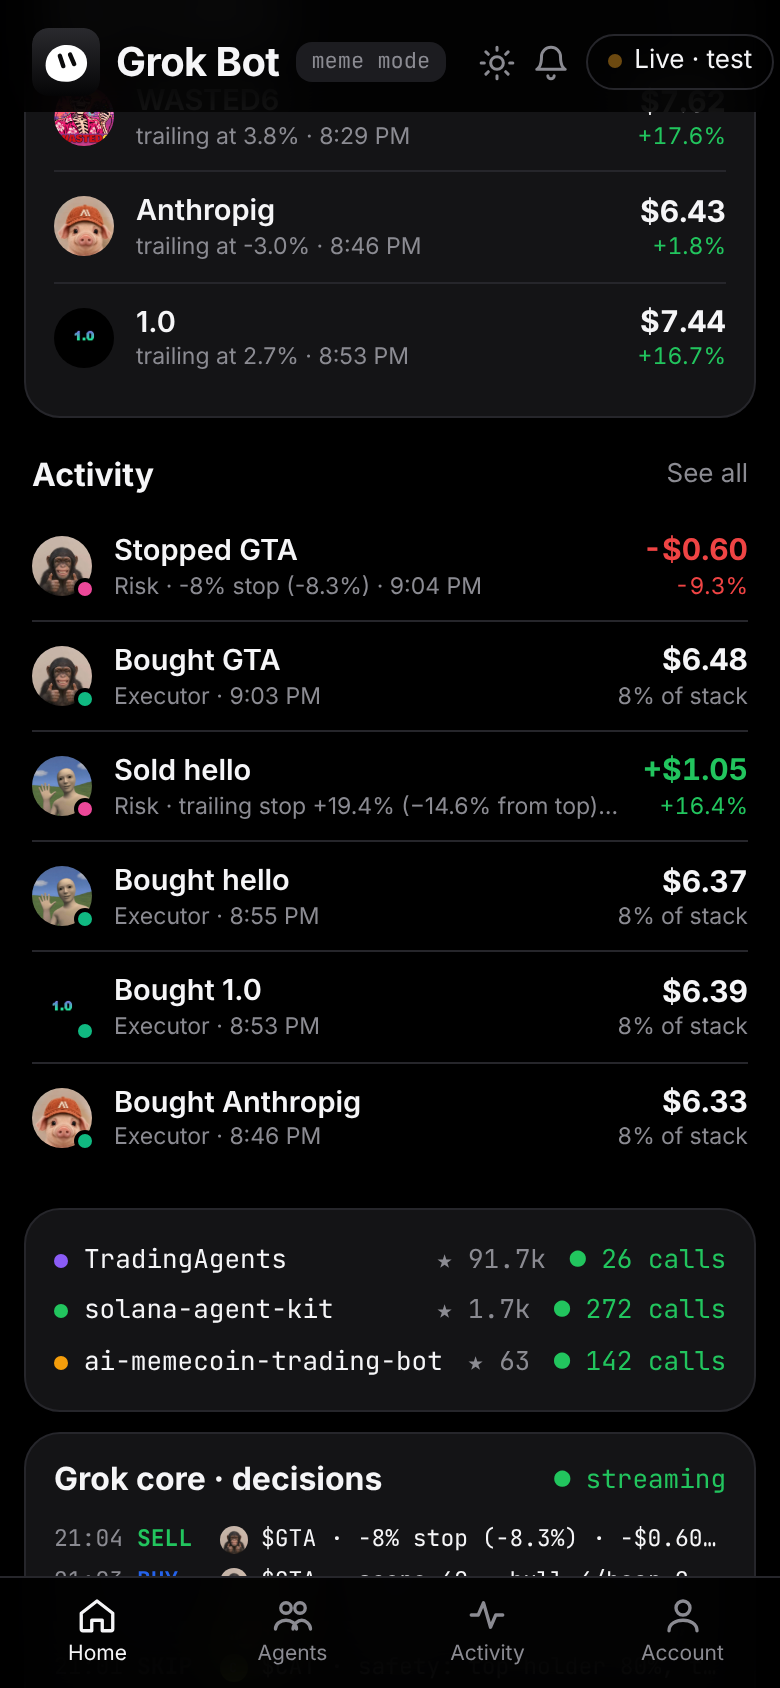 Grok Bot
meme mode
Live · test
WASTED6
$7.62
trailing at 3.8% · 8:29 PM
+17.6%
Anthropig
$6.43
trailing at -3.0% · 8:46 PM
+1.8%
1.0
1.0
$7.44
trailing at 2.7% · 8:53 PM
+16.7%
Activity
See all
Stopped GTA
-$0.60
Risk · -8% stop (-8.3%) · 9:04 PM
-9.3%
Bought GTA
$6.48
Executor · 9:03 PM
8% of stack
Sold hello
+$1.05
Risk · trailing stop +19.4% (−14.6% from top)...
+16.4%
Bought hello
$6.37
Executor · 8:55 PM
8% of stack
1.0
Bought 1.0
$6.39
Executor · 8:53 PM
8% of stack
Bought Anthropig
$6.33
Executor · 8:46 PM
8% of stack
TradingAgents ★ 91.7k ● 26 calls
solana-agent-kit ★ 1.7k ● 272 calls
ai-memecoin-trading-bot ★ 63 ● 142 calls
Grok core · decisions
streaming
21:04 SELL $GTA · -8% stop (-8.3%) · -$0.60…
21:03 BUY $GTA
Home
Agents
Activity
Account